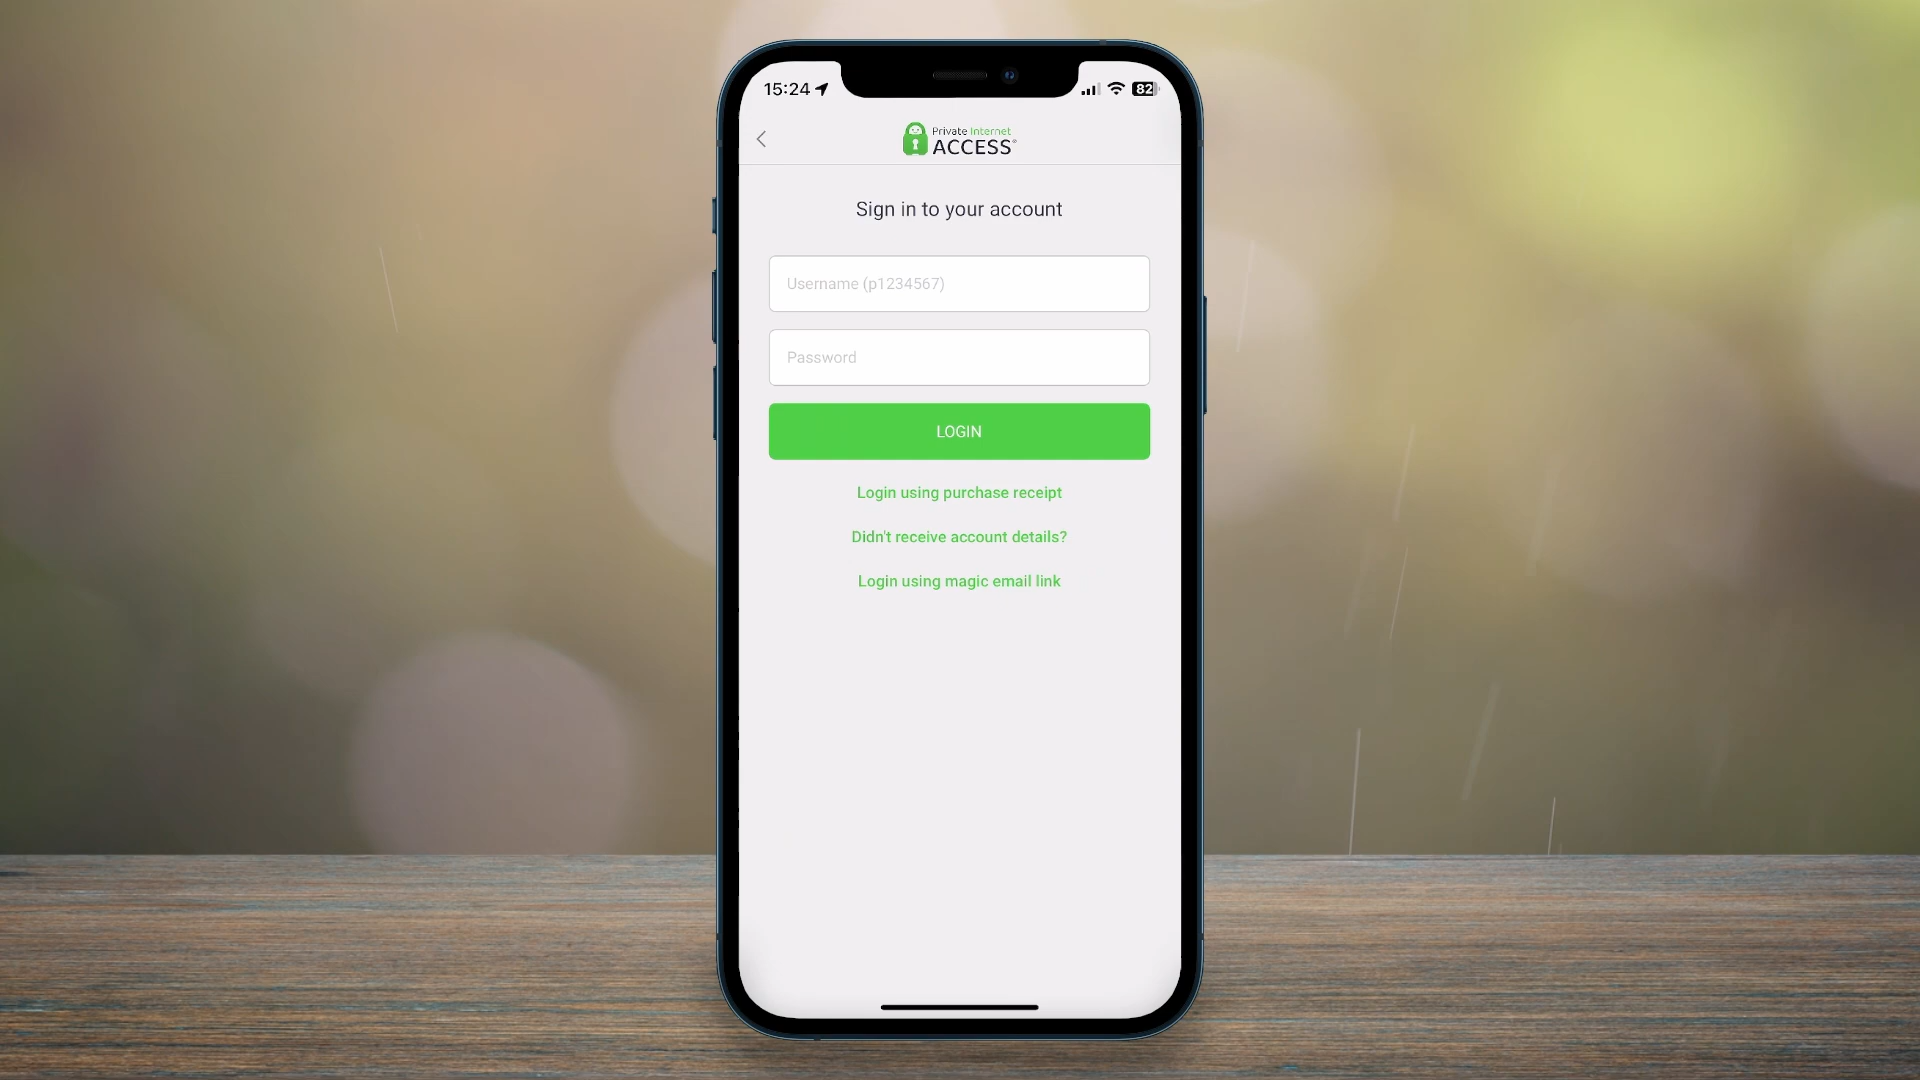 15:24
82
Private Internet
ACCESS®
Sign in to your account
Username (p1234567)
Password
LOGIN
Login using purchase receipt
Didn't receive account details?
Login using magic email link